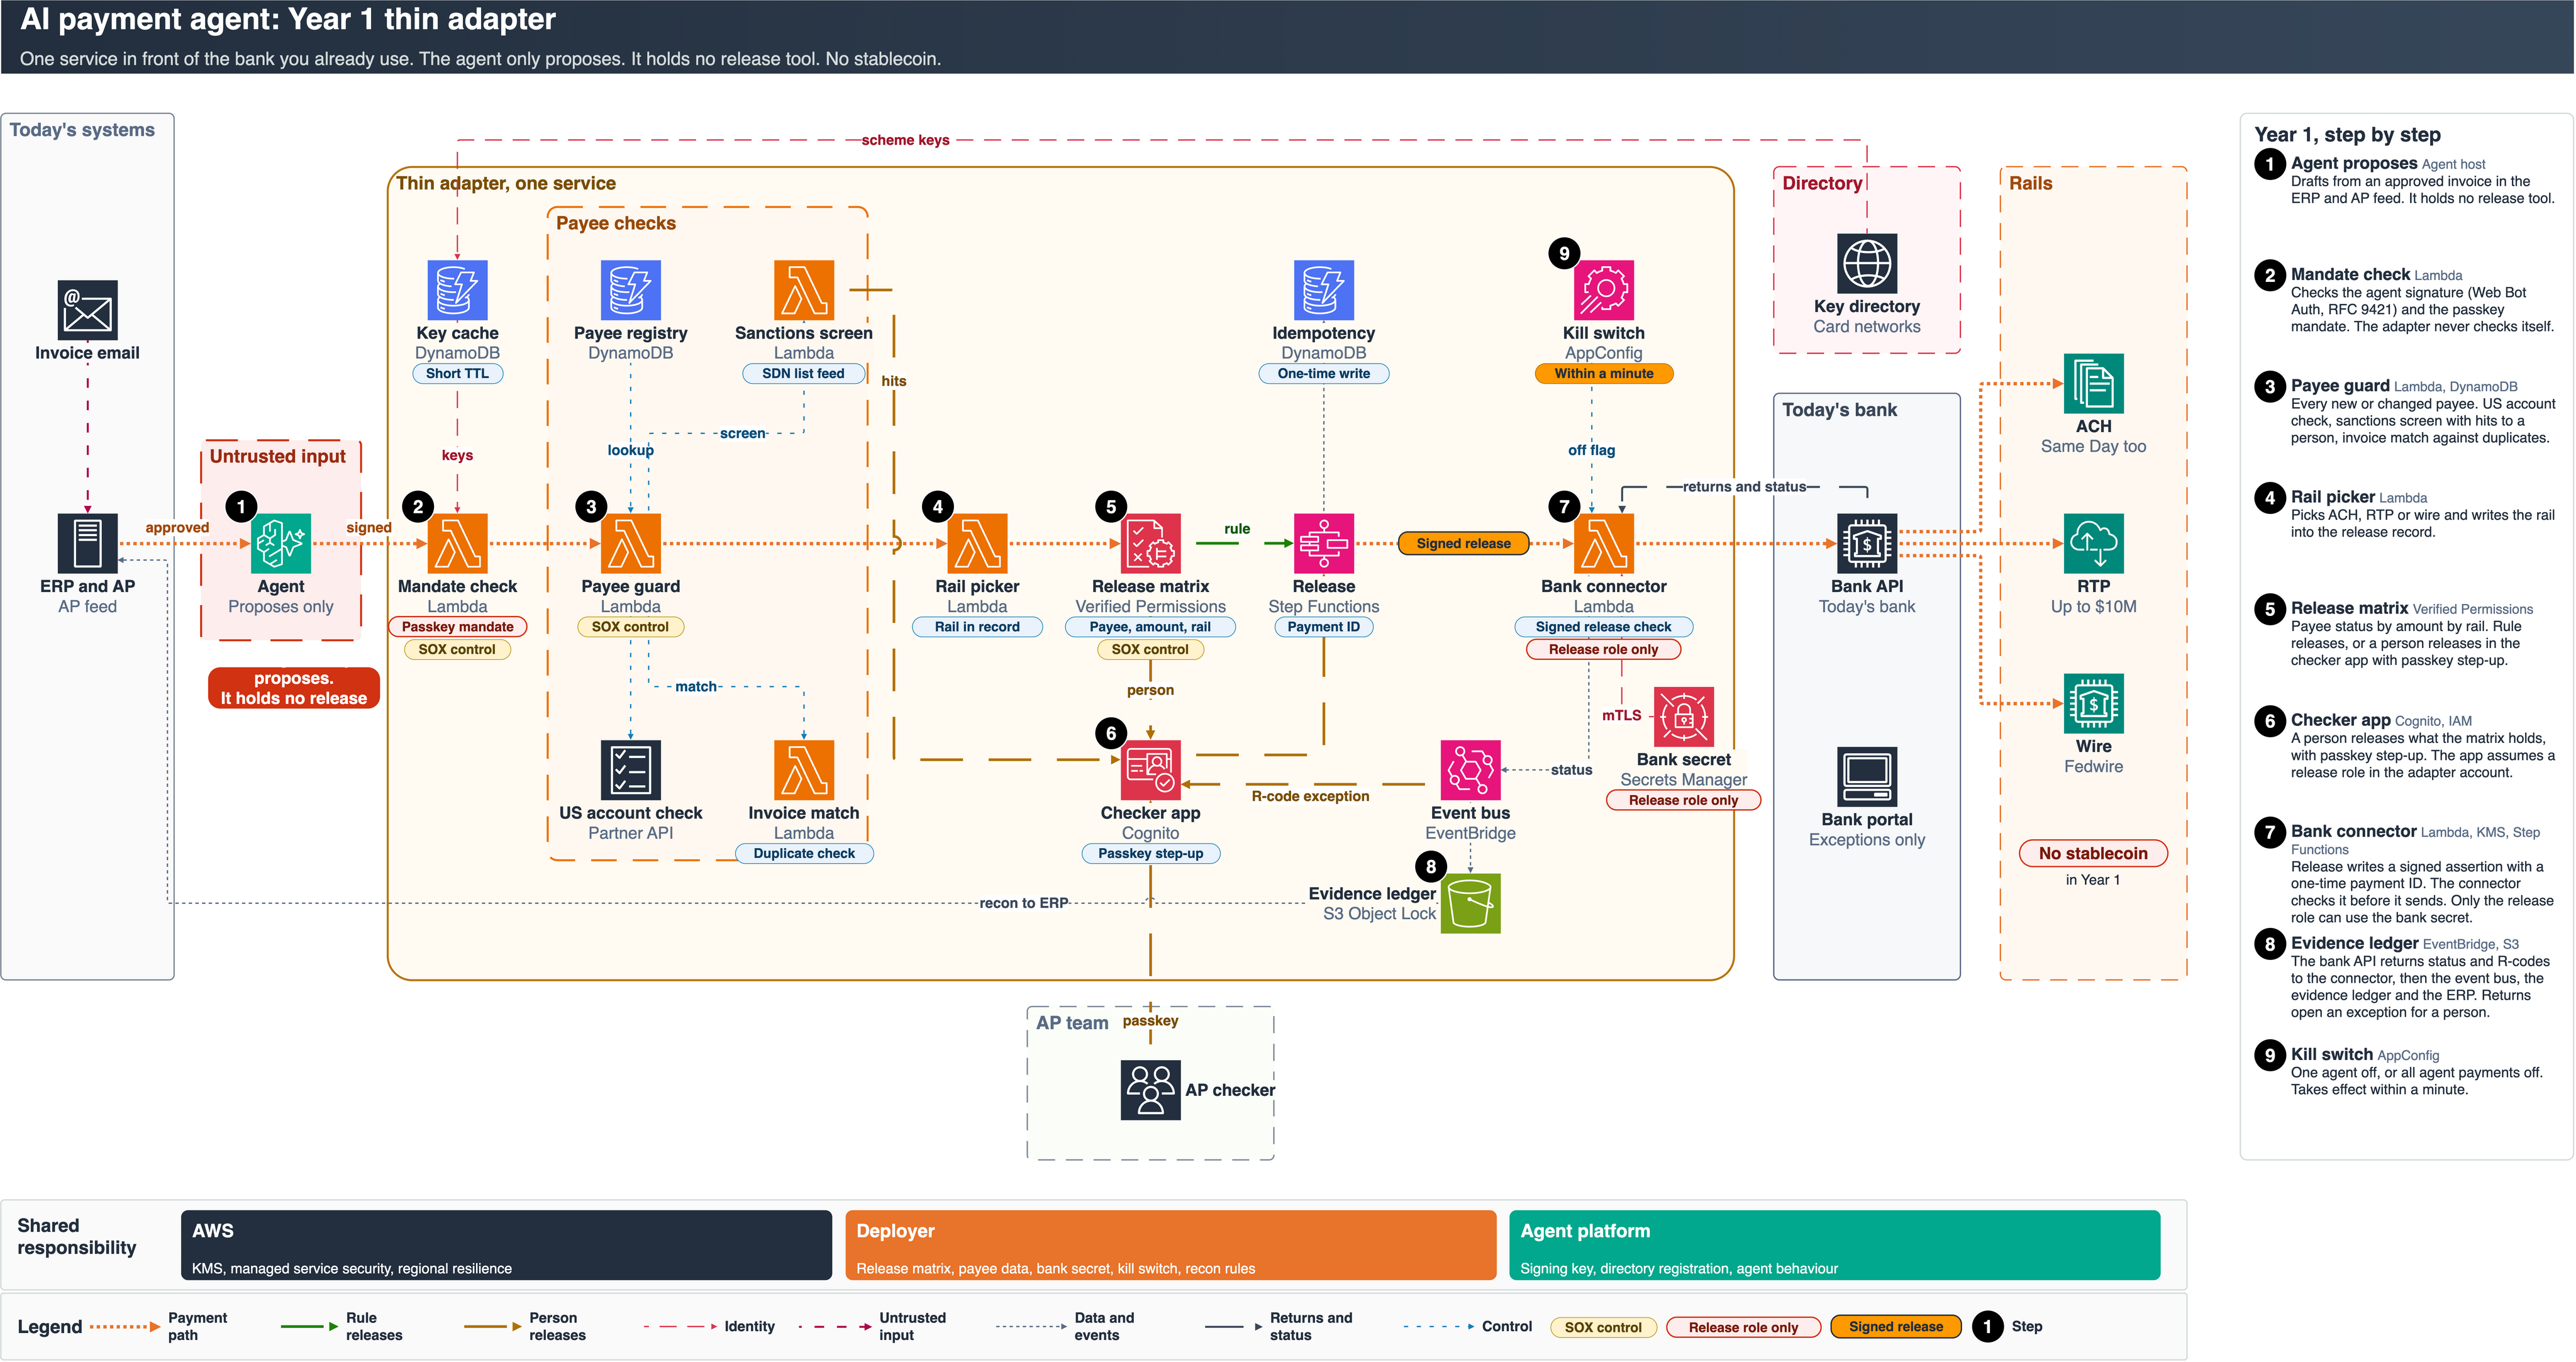 AI payment agent: Year 1 thin adapter
One service in front of the bank you already use. The agent only proposes. It holds no release tool. No stablecoin.
Today's systems
Invoice email
ERP and AP
AP feed
approved
Untrusted input
1
Agent
Proposes only
proposes.
It holds no release
signed
scheme keys
Thin adapter, one service
Key cache
DynamoDB
Short TTL
keys
2
Mandate check
Lambda
Passkey mandate
SOX control
Payee checks
Payee registry
DynamoDB
Sanctions screen
Lambda
SDN list feed
hits
screen
lookup
3
Payee guard
Lambda
SOX control
match
US account check
Partner API
Invoice match
Lambda
Duplicate check
4
Rail picker
Lambda
Rail in record
5
Release matrix
Verified Permissions
Payee, amount, rail
SOX control
person
rule
Idempotency
DynamoDB
One-time write
Release
Step Functions
Payment ID
Signed release
9
Kill switch
AppConfig
Within a minute
off flag
7
Bank connector
Lambda
Signed release check
Release role only
mTLS
Bank secret
Secrets Manager
Release role only
status
6
Checker app
Cognito
Passkey step-up
R-code exception
Event bus
EventBridge
8
Evidence ledger
S3 Object Lock
recon to ERP
returns and status
Directory
Key directory
Card networks
Today's bank
Bank API
Today's bank
Bank portal
Exceptions only
Rails
ACH
Same Day too
RTP
Up to $10M
Wire
Fedwire
No stablecoin
in Year 1
AP team
passkey
AP checker
Year 1, step by step
1 Agent proposes Agent host
Drafts from an approved invoice in the
ERP and AP feed. It holds no release tool.
2 Mandate check Lambda
Checks the agent signature (Web Bot
Auth, RFC 9421) and the passkey
mandate. The adapter never checks itself.
3 Payee guard Lambda, DynamoDB
Every new or changed payee. US account
check, sanctions screen with hits to a
person, invoice match against duplicates.
4 Rail picker Lambda
Picks ACH, RTP or wire and writes the rail
into the release record.
5 Release matrix Verified Permissions
Payee status by amount by rail. Rule
releases, or a person releases in the
checker app with passkey step-up.
6 Checker app Cognito, IAM
A person releases what the matrix holds,
with passkey step-up. The app assumes a
release role in the adapter account.
7 Bank connector Lambda, KMS, Step
Functions
Release writes a signed assertion with a
one-time payment ID. The connector
checks it before it sends. Only the release
role can use the bank secret.
8 Evidence ledger EventBridge, S3
The bank API returns status and R-codes
to the connector, then the event bus, the
evidence ledger and the ERP. Returns
open an exception for a person.
9 Kill switch AppConfig
One agent off, or all agent payments off.
Takes effect within a minute.
Shared
responsibility
AWS
KMS, managed service security, regional resilience
Deployer
Release matrix, payee data, bank secret, kill switch, recon rules
Agent platform
Signing key, directory registration, agent behaviour
Legend
Payment
path
Rule
releases
Person
releases
Identity
Untrusted
input
Data and
events
Returns and
status
Control
SOX control
Release role only
Signed release
1
Step